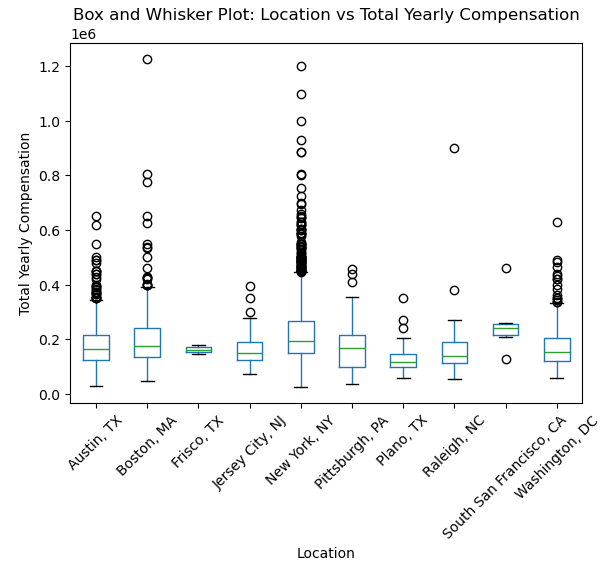 Box and Whisker Plot: Location vs Total Yearly Compensation
1e6
1.2
1.0
0.8
0.6
0.4
0.2
0.0
Total Yearly Compensation
Austin, TX
Boston, MA
Frisco, TX
Jersey City, NJ
New York, NY
Pittsburgh, PA
Plano, TX
Raleigh, NC
South San Francisco, CA
Washington, DC
Location